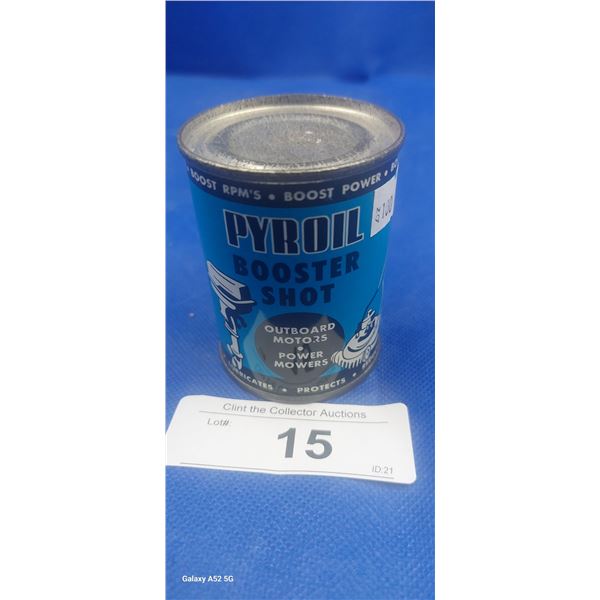 BOOST RPM'S • BOOST POWER •
PYROIL
BOOSTER
SHOT
OUTBOARD
MOTORS
•
POWER
MOWERS
• PROTECTS •
Clint the Collector Auctions
Lot#:
15
ID:21
Galaxy A52 5G